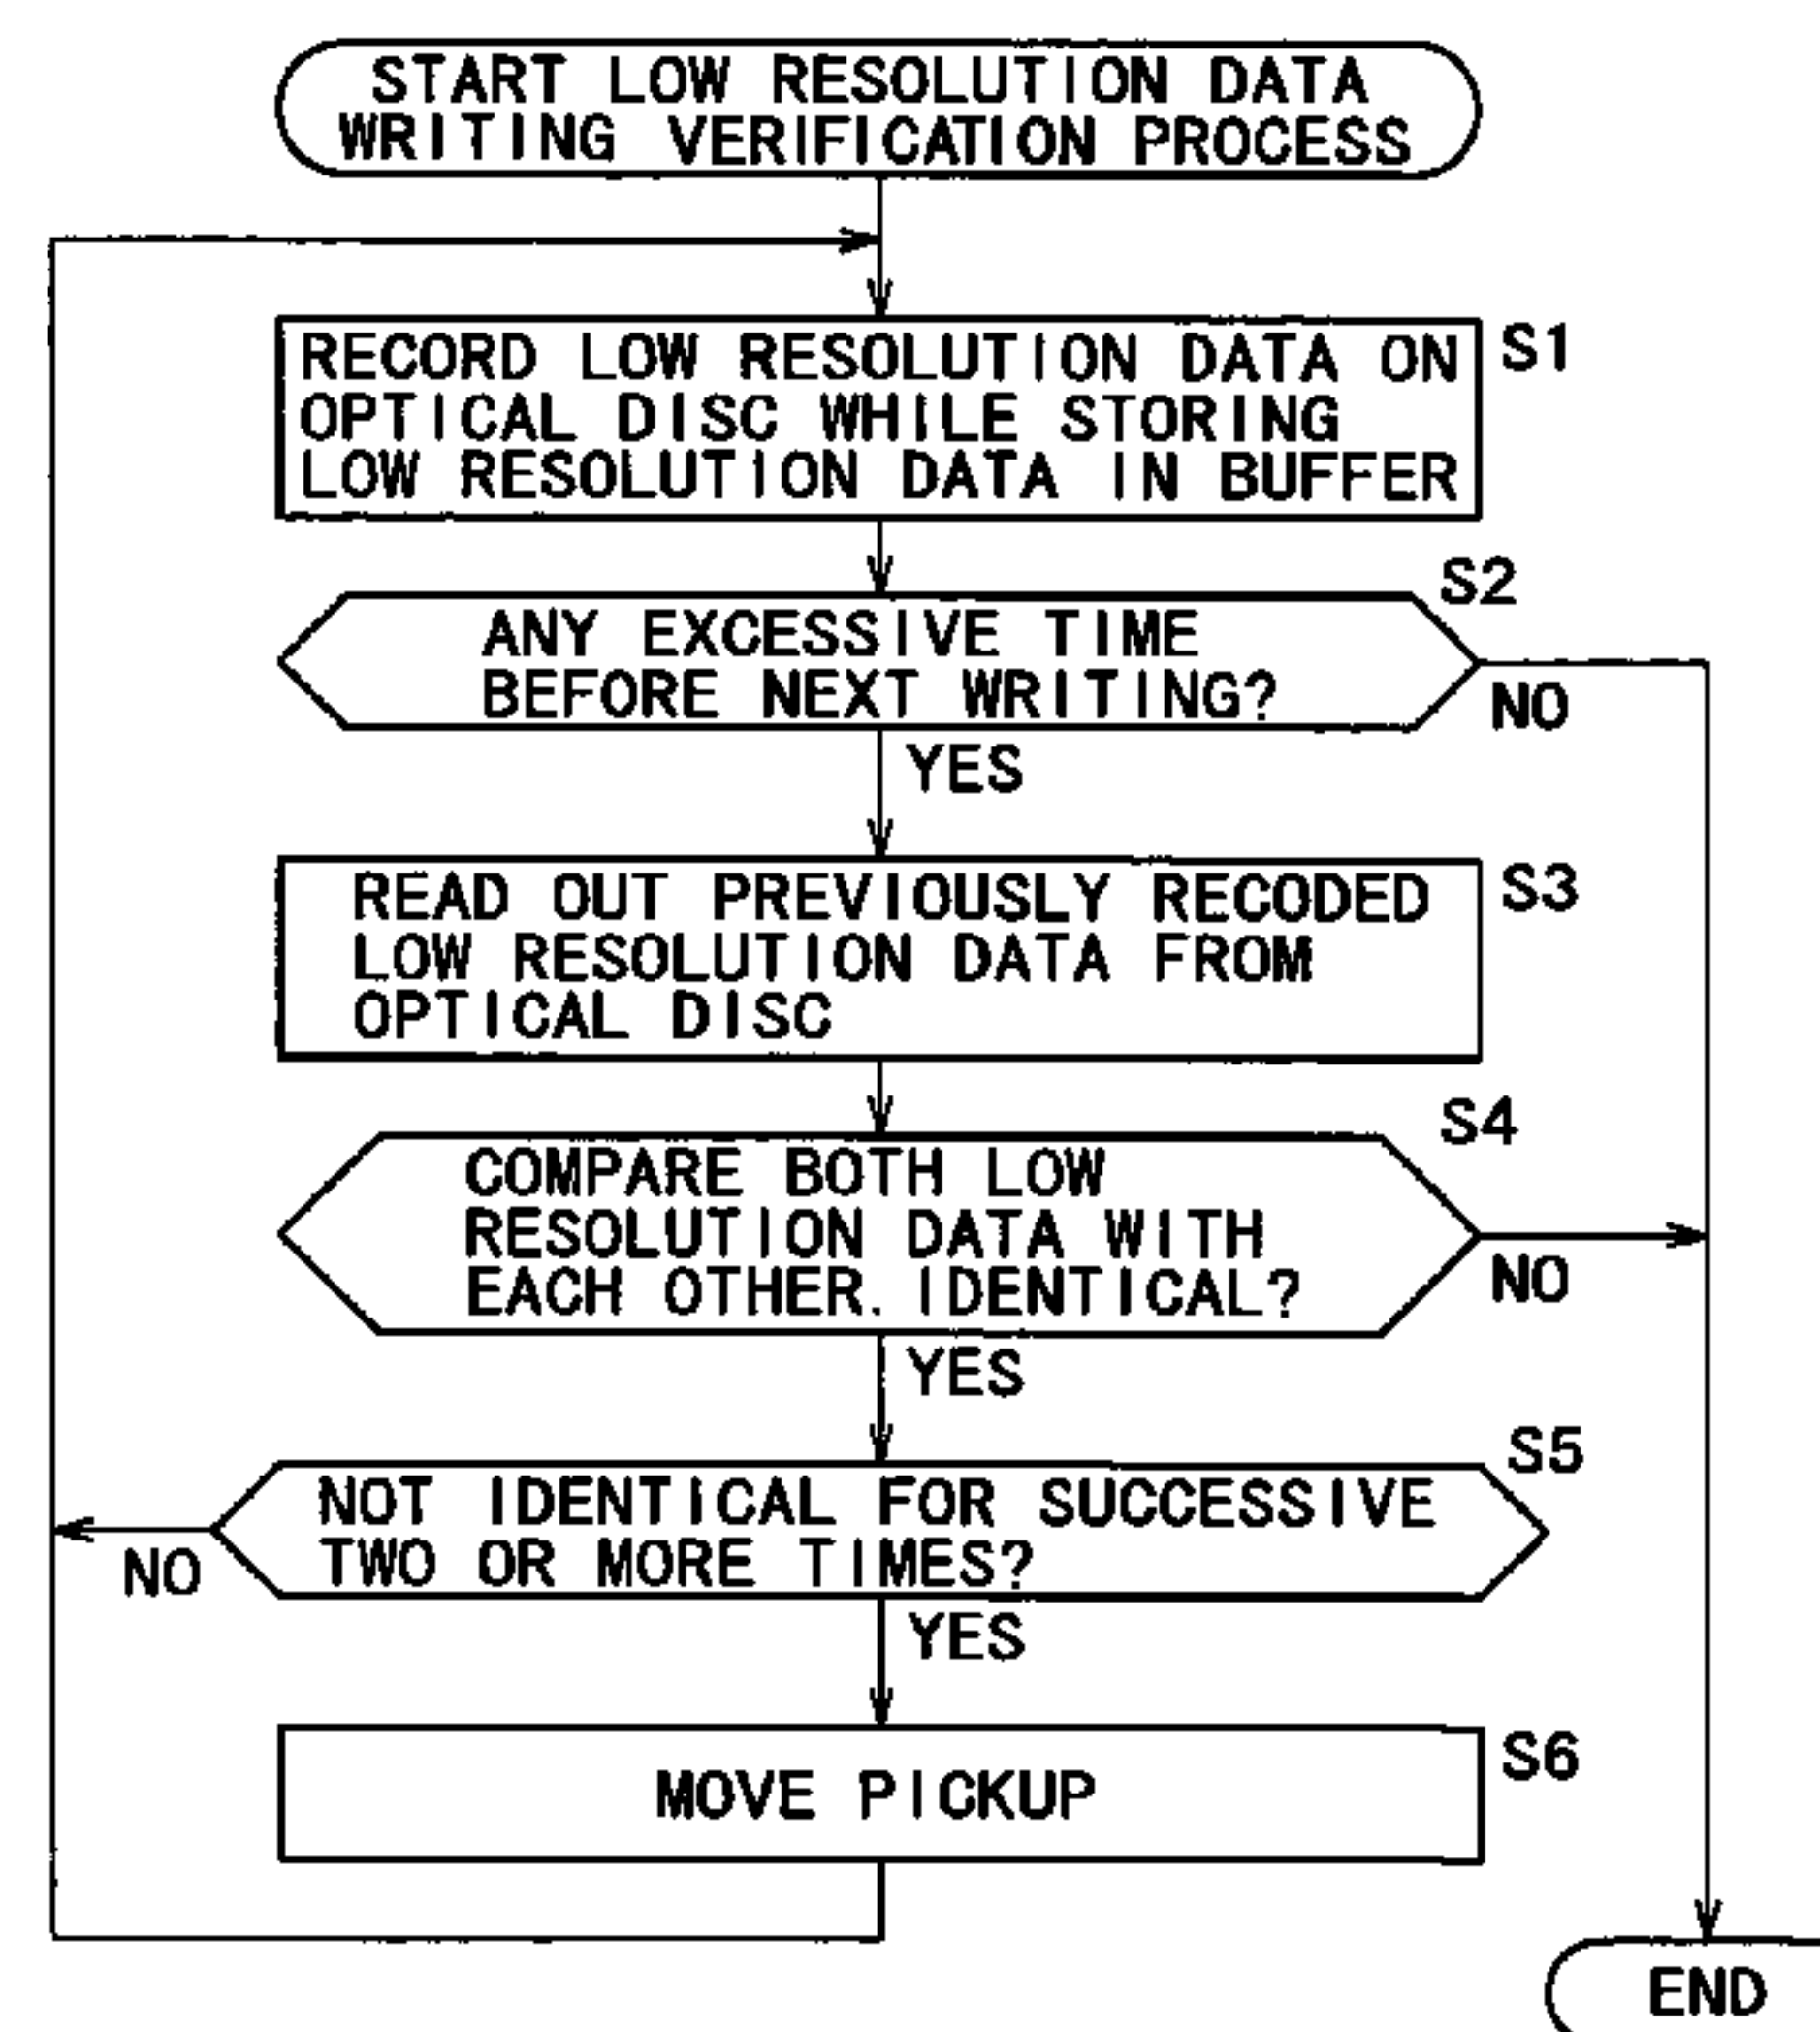 START LOW RESOLUTION DATA
WRITING VERIFICATION PROCESS
RECORD LOW RESOLUTION DATA ON
OPTICAL DISC WHILE STORING
LOW RESOLUTION DATA IN BUFFER
S1
ANY EXCESSIVE TIME
BEFORE NEXT WRITING?
S2
NO
YES
READ OUT PREVIOUSLY RECODED
LOW RESOLUTION DATA FROM
OPTICAL DISC
S3
COMPARE BOTH LOW
RESOLUTION DATA WITH
EACH OTHER. IDENTICAL?
S4
NO
YES
NOT IDENTICAL FOR SUCCESSIVE
TWO OR MORE TIMES?
S5
NO
YES
MOVE PICKUP
S6
END